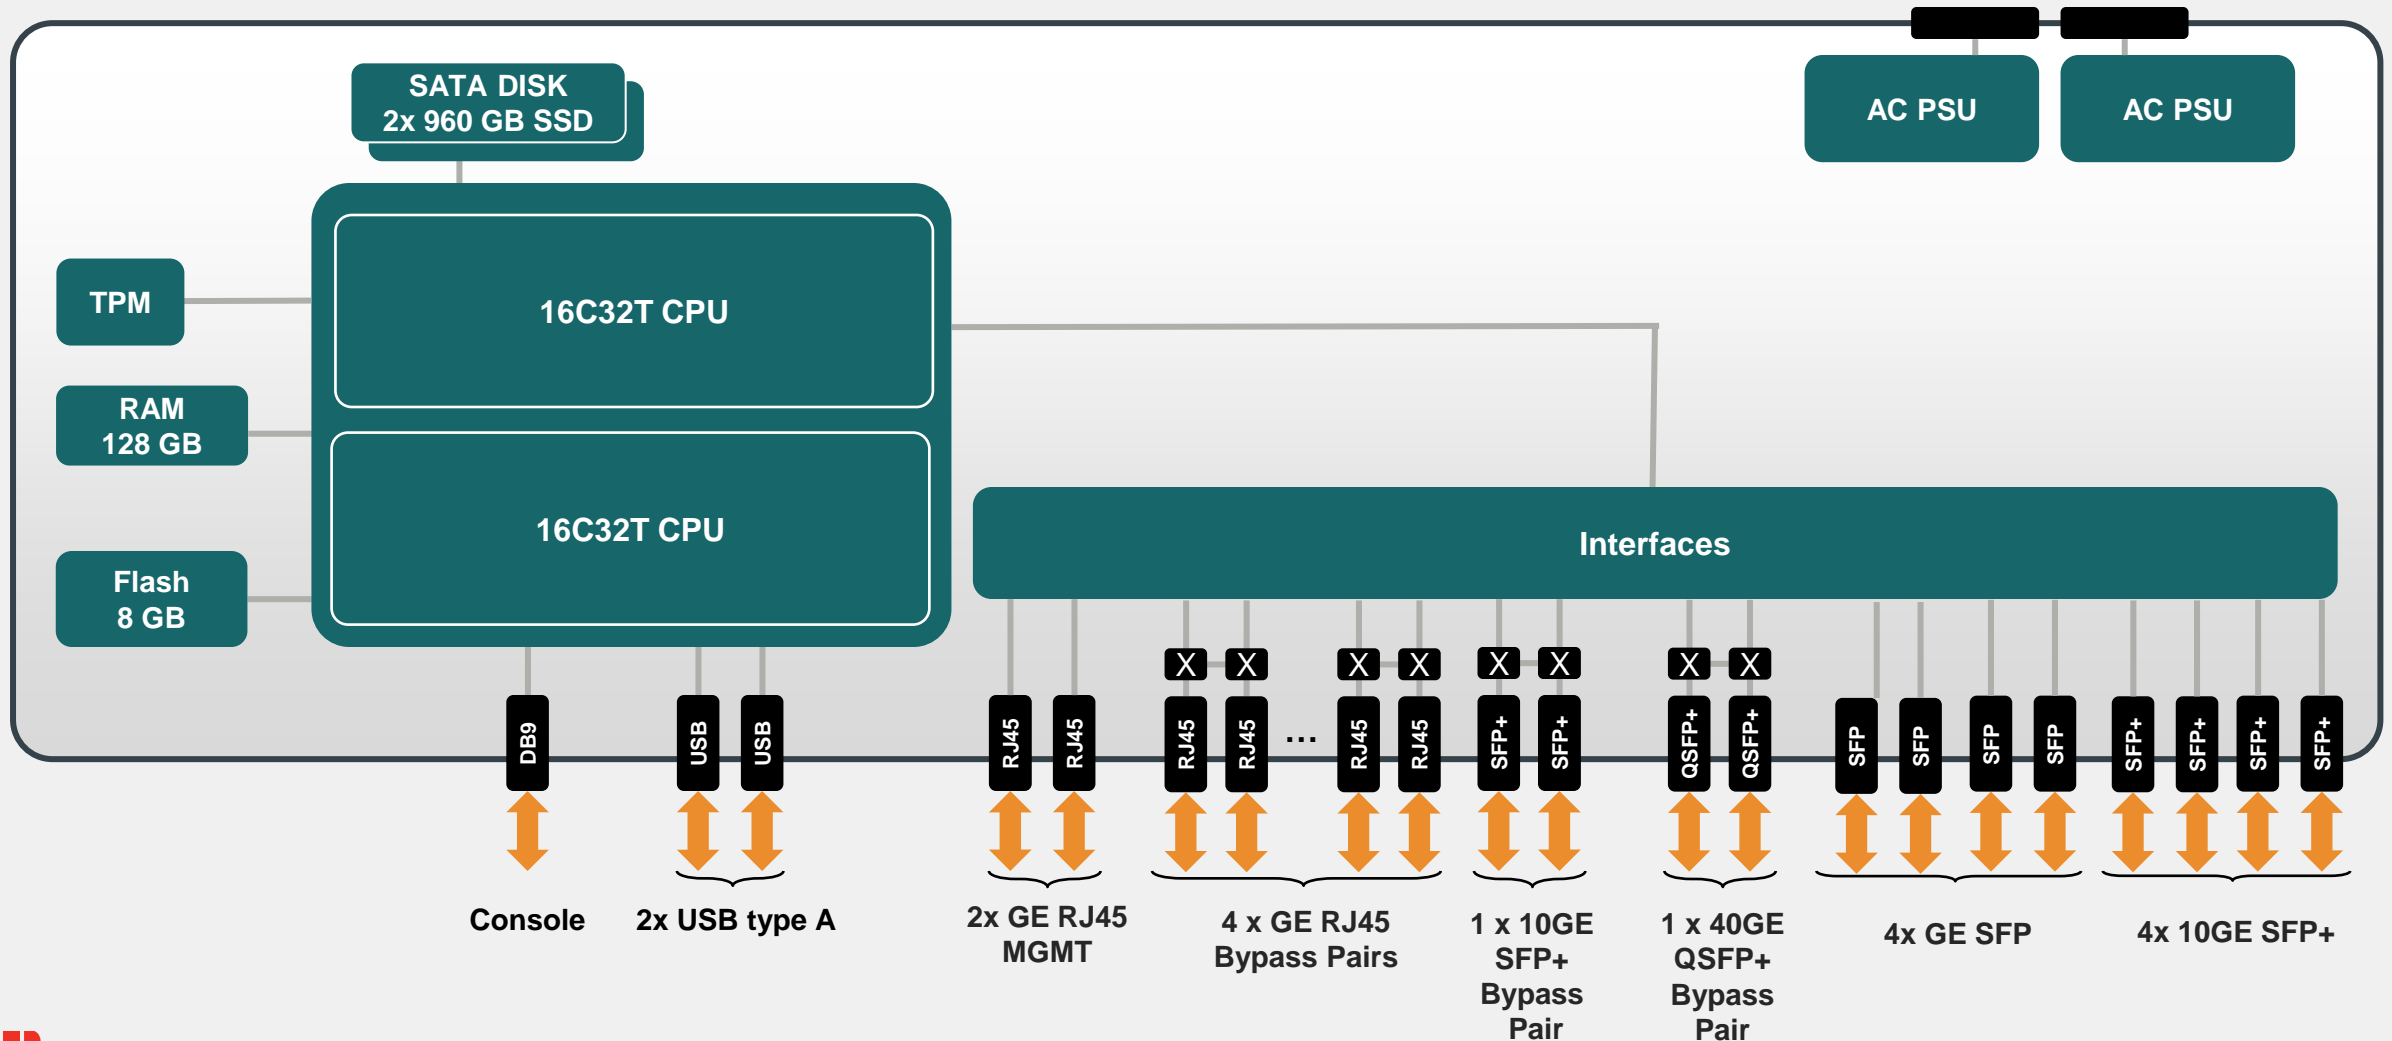 SATA DISK
2x 960 GB SSD
AC PSU
AC PSU
TPM
16C32T CPU
RAM
128 GB
16C32T CPU
Flash
8 GB
Interfaces
X
X
X
X
X
X
X
X
DB9
USB
USB
RJ45
RJ45
RJ45
RJ45
...
RJ45
RJ45
SFP+
SFP+
QSFP+
QSFP+
SFP
SFP
SFP
SFP
SFP+
SFP+
SFP+
SFP+
Console
2x USB type A
2x GE RJ45
MGMT
4 x GE RJ45
Bypass Pairs
1 x 10GE
SFP+
Bypass
Pair
1 x 40GE
QSFP+
Bypass
Pair
4x GE SFP
4x 10GE SFP+